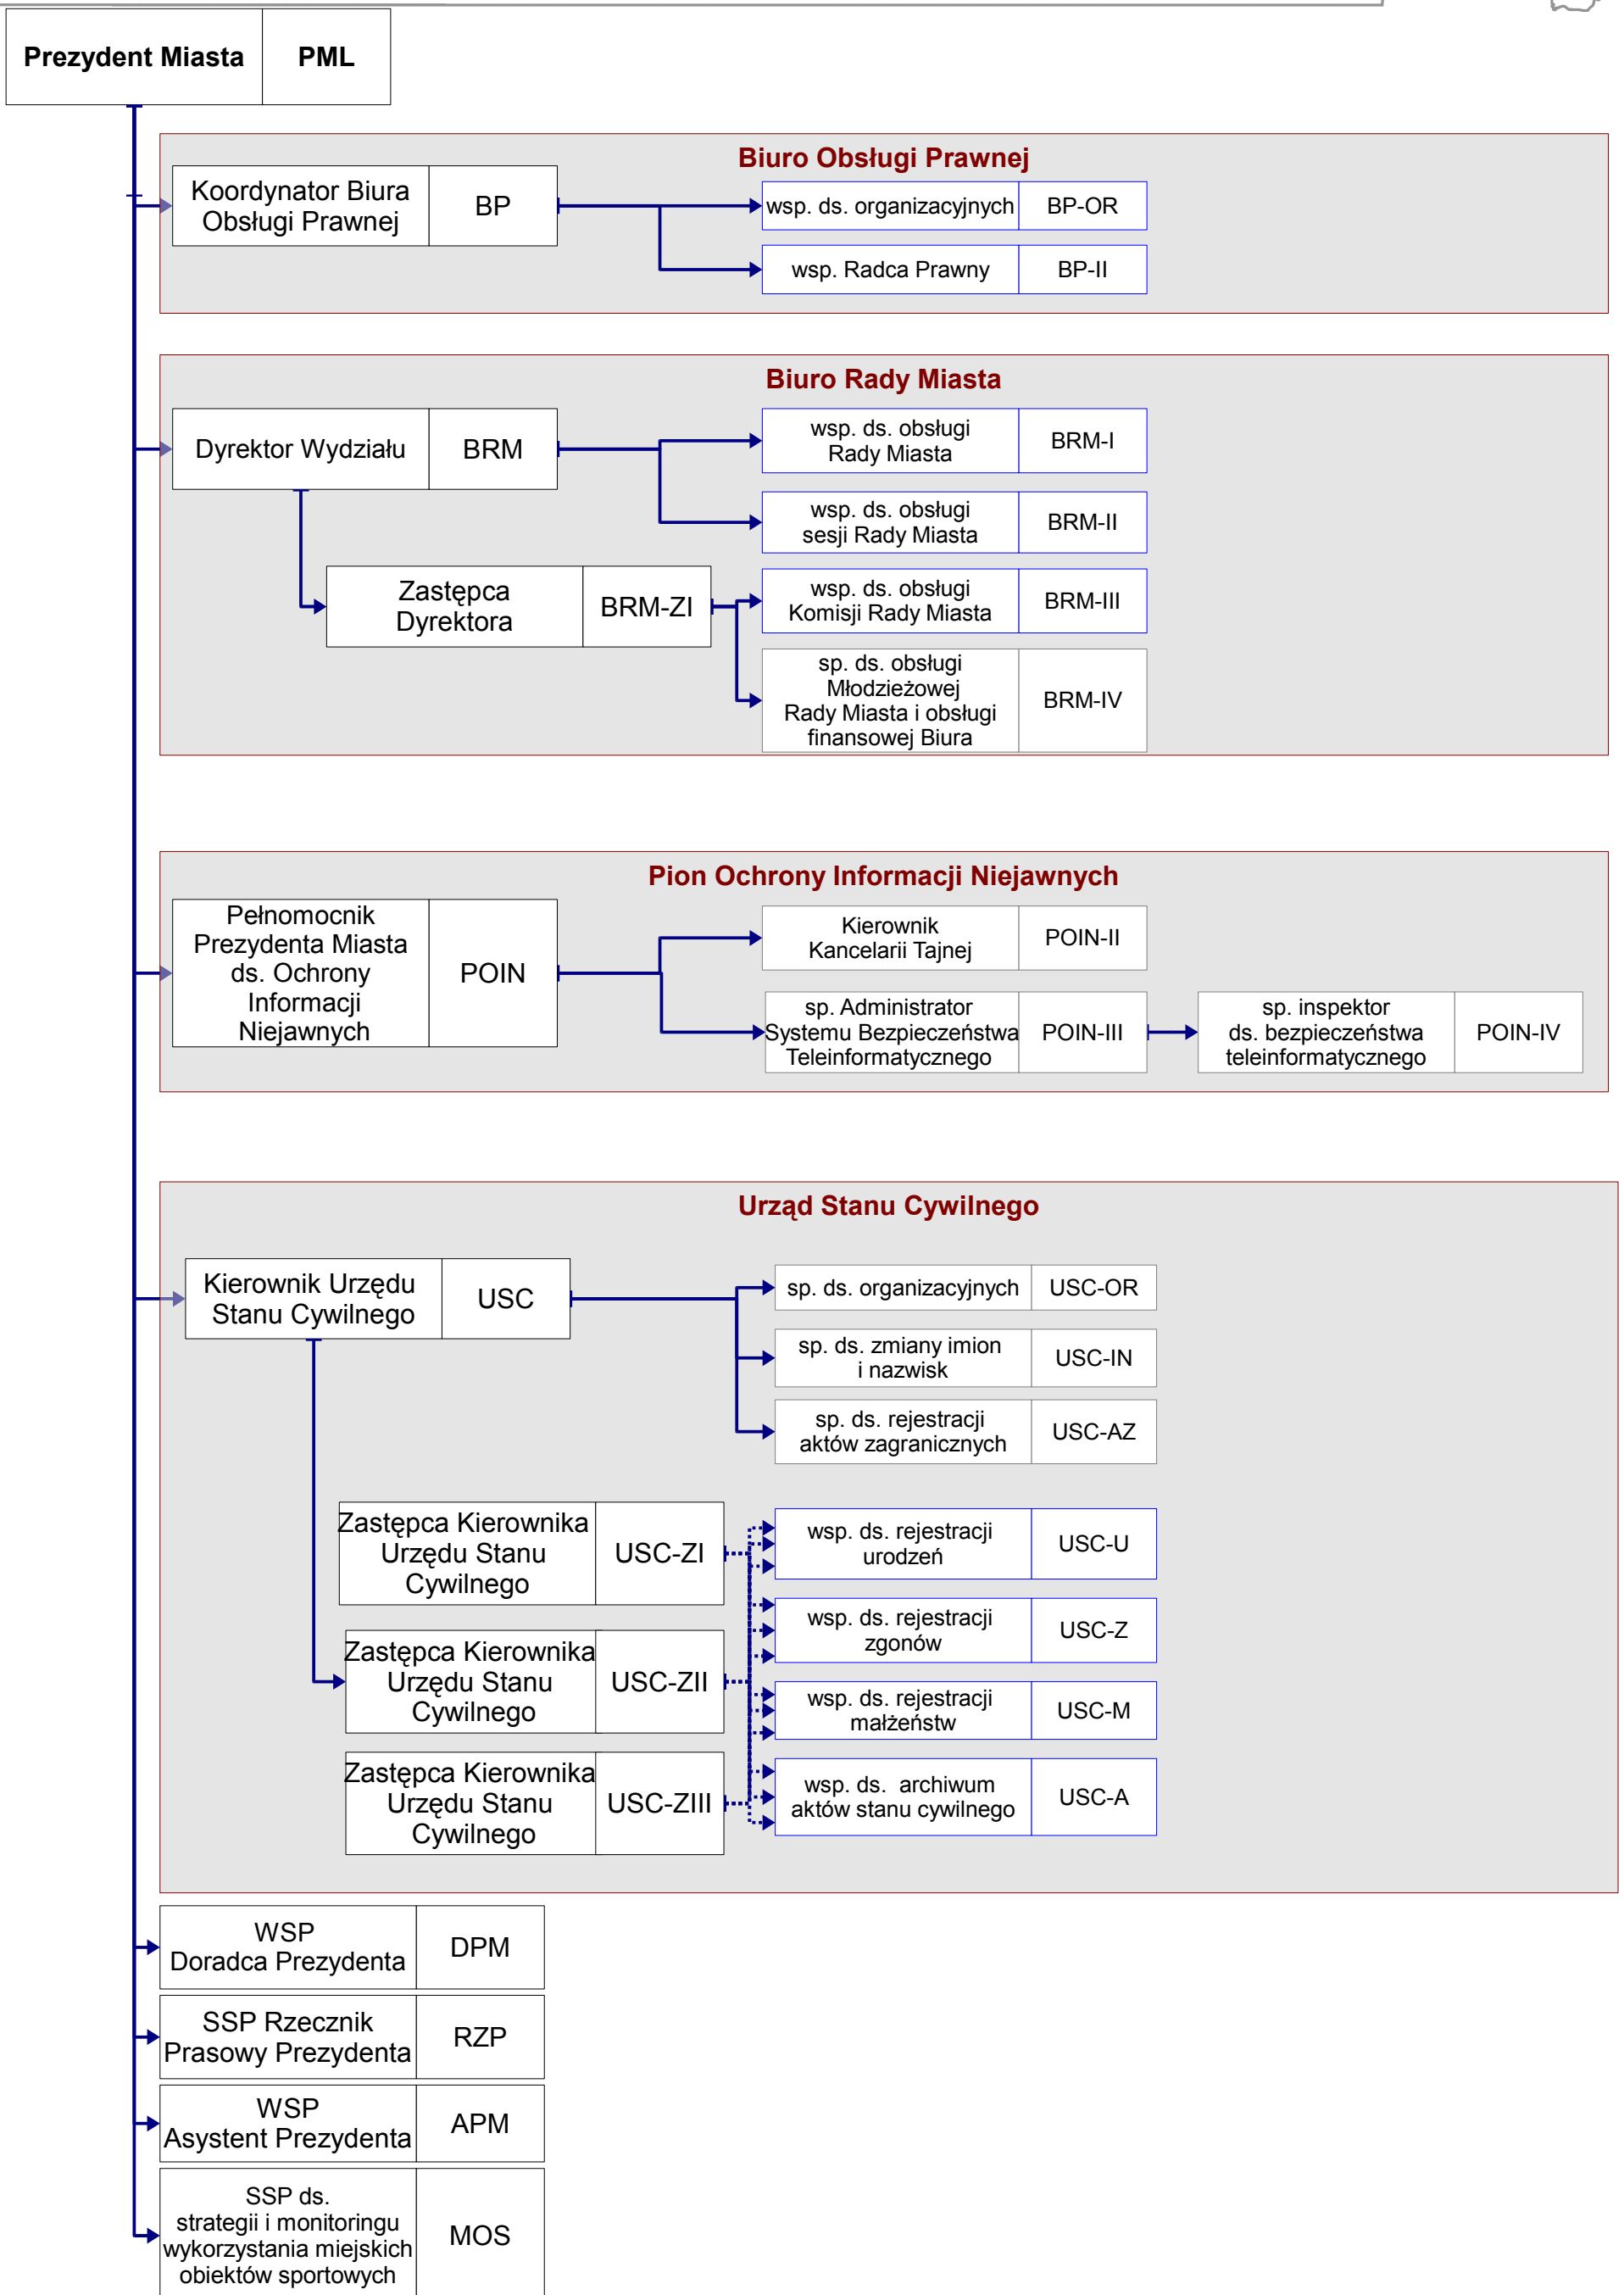 Prezydent Miasta PML
Biuro Obsługi Prawnej
Koordynator Biura
Obsługi Prawnej
BP
wsp. ds. organizacyjnych BP-OR
wsp. Radca Prawny BP-II
Biuro Rady Miasta
Dyrektor Wydziału BRM
wsp. ds. obsługi
Rady Miasta
BRM-I
wsp. ds. obsługi
sesji Rady Miasta
BRM-II
Zastępca
Dyrektora
BRM-ZI
wsp. ds. obsługi
Komisji Rady Miasta
BRM-III
sp. ds. obsługi
Młodzieżowej
Rady Miasta i obsługi
finansowej Biura
BRM-IV
Pion Ochrony Informacji Niejawnych
Pełnomocnik
Prezydenta Miasta
ds. Ochrony
Informacji
Niejawnych
POIN
Kierownik
Kancelarii Tajnej
POIN-II
sp. Administrator
Systemu Bezpieczeństwa
Teleinformatycznego
POIN-III
sp. inspektor
ds. bezpieczeństwa
teleinformatycznego
POIN-IV
Urząd Stanu Cywilnego
Kierownik Urzędu
Stanu Cywilnego
USC
sp. ds. organizacyjnych USC-OR
sp. ds. zmiany imion
i nazwisk
USC-IN
sp. ds. rejestracji
aktów zagranicznych
USC-AZ
Zastępca Kierownika
Urzędu Stanu
Cywilnego
USC-ZI
wsp. ds. rejestracji
urodzeń
USC-U
wsp. ds. rejestracji
zgonów
USC-Z
Zastępca Kierownika
Urzędu Stanu
Cywilnego
USC-ZII
wsp. ds. rejestracji
małżeństw
USC-M
Zastępca Kierownika
Urzędu Stanu
Cywilnego
USC-ZIII
wsp. ds. archiwum
aktów stanu cywilnego
USC-A
WSP
Doradca Prezydenta
DPM
SSP Rzecznik
Prasowy Prezydenta
RZP
WSP
Asystent Prezydenta
APM
SSP ds.
strategii i monitoringu
wykorzystania miejskich
obiektów sportowych
MOS